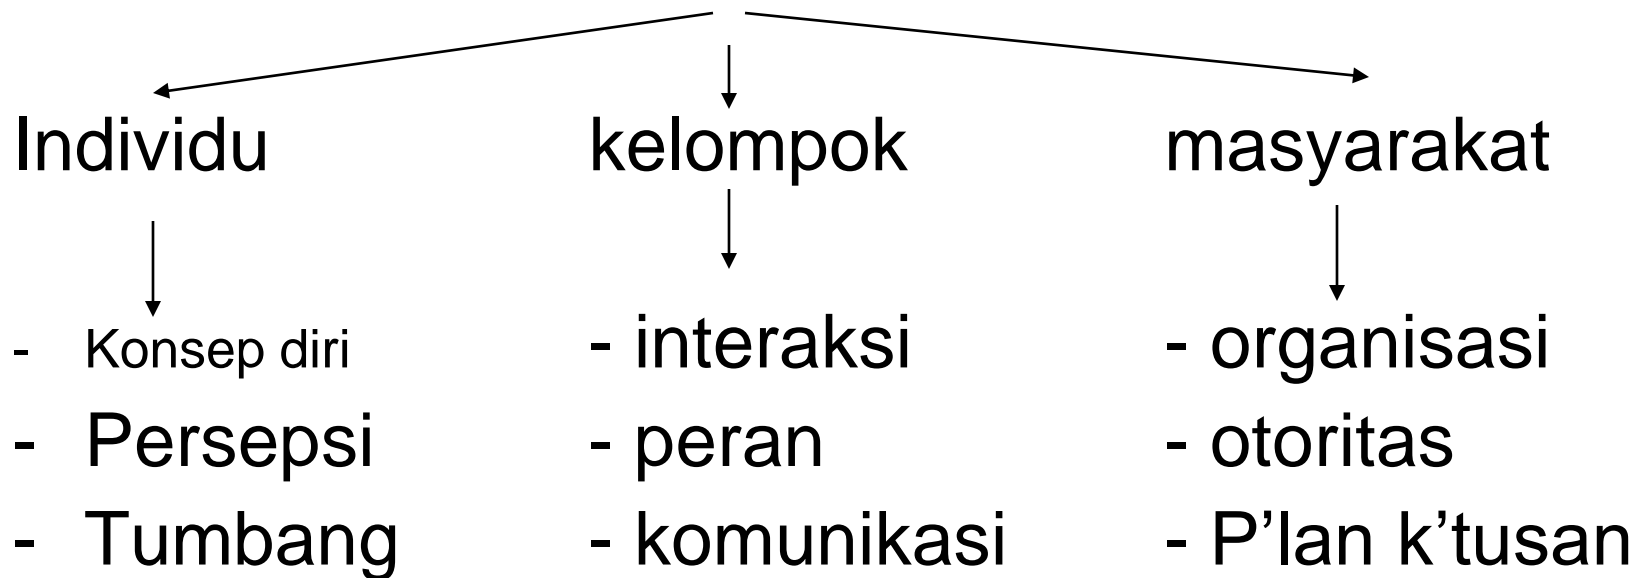 Individu kelompok masyarakat
- Konsep diri - interaksi - organisasi
- Persepsi - peran - otoritas
- Tumbang - komunikasi - P’lan k’tusan